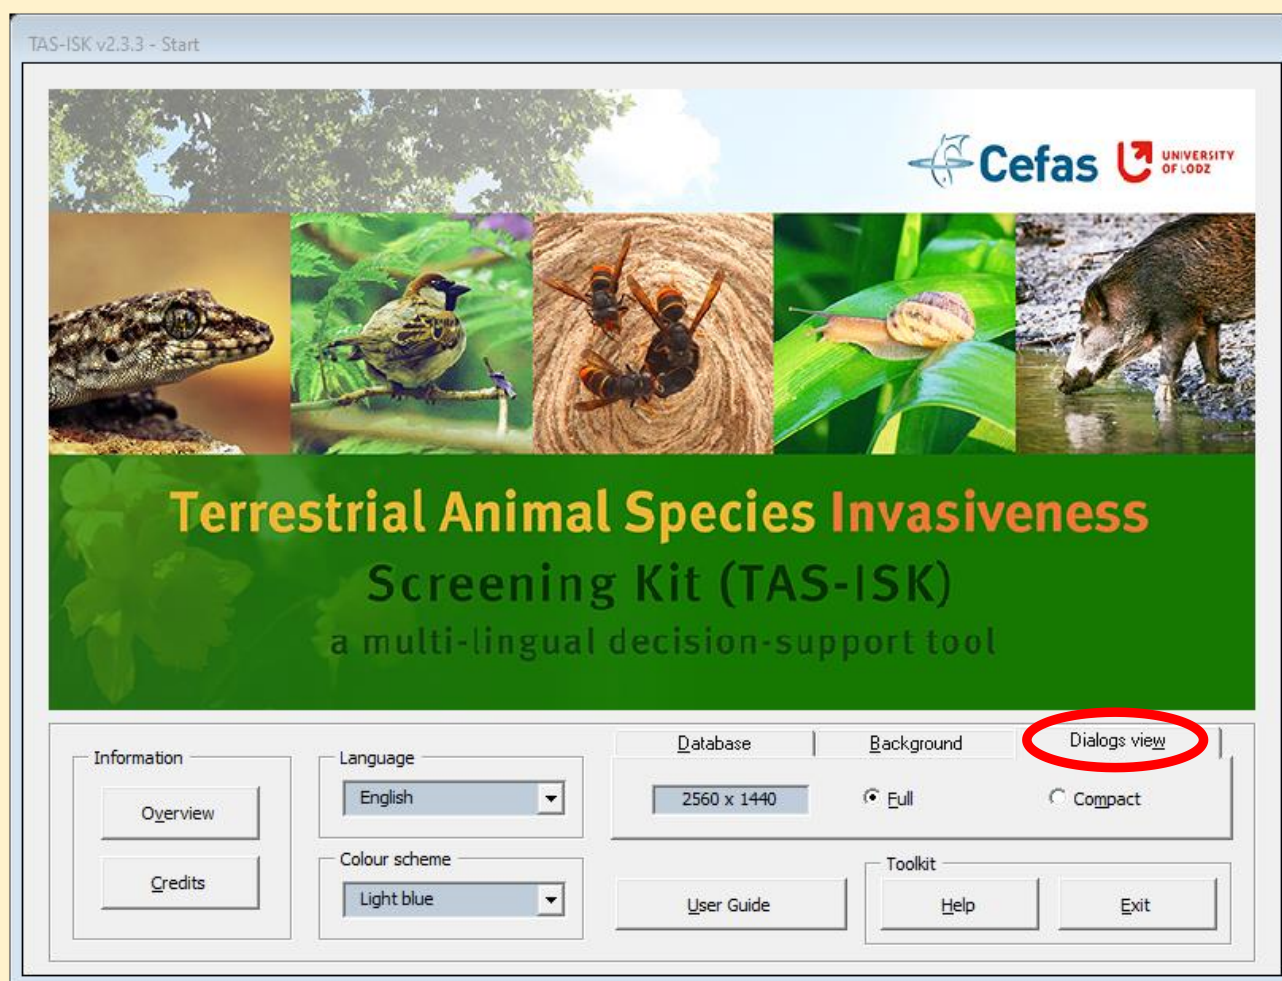 TAS-ISK v2.3.3 - Start
Cefas
UNIVERSITY
OF LODZ
Terrestrial Animal Species Invasiveness
Screening Kit (TAS-ISK)
a multi-lingual decision-support tool
Information
Overview
Credits
Language
English
Colour scheme
Light blue
Database
Background
Dialogs view
2560 x 1440
Full
Compact
User Guide
Toolkit
Help
Exit